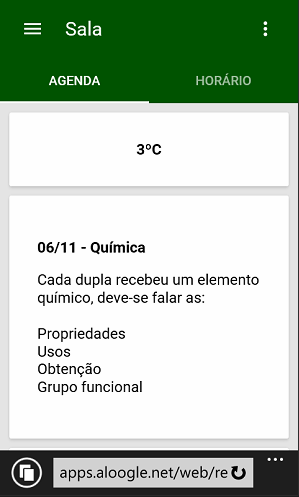 Sala
AGENDA
HORÁRIO
3ºC
06/11 - Química
Cada dupla recebeu um elemento
químico, deve-se falar as:
Propriedades
Usos
Obtenção
Grupo funcional
apps.aloogle.net/web/re